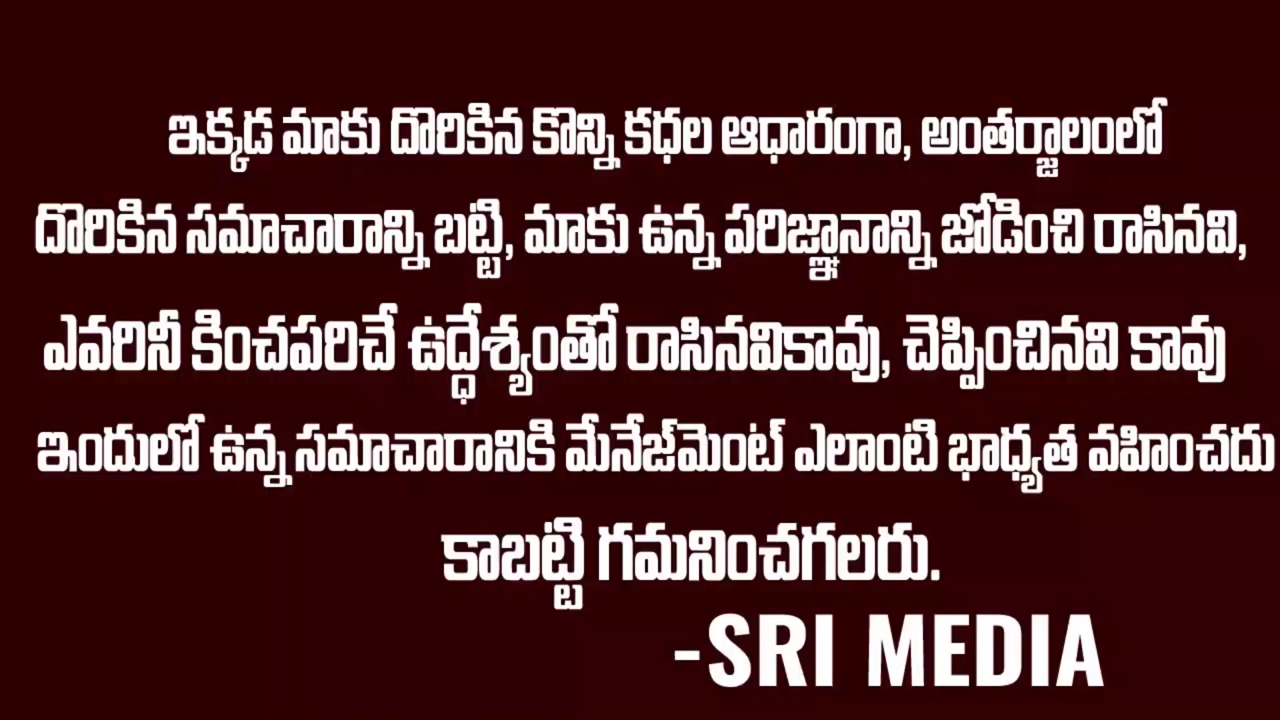 ఇక్కడ మాకు దొరికిన కొన్ని కధల ఆధారంగా, అంతర్జాలంలో
దొరికిన సమాచారాన్ని బట్టి, మాకు ఉన్న పరిజ్ఞానాన్ని జోడించి రాసినవి,
ఎవరినీ కించపరిచే ఉద్ధేశ్యంతో రాసినవికావు, చెప్పించినవి కావు
ఇందులో ఉన్న సమాచారానికి మేనేజ్‌మెంట్ ఎలాంటి భాధ్యత వహించదు
కాబట్టి గమనించగలరు.
-SRI MEDIA